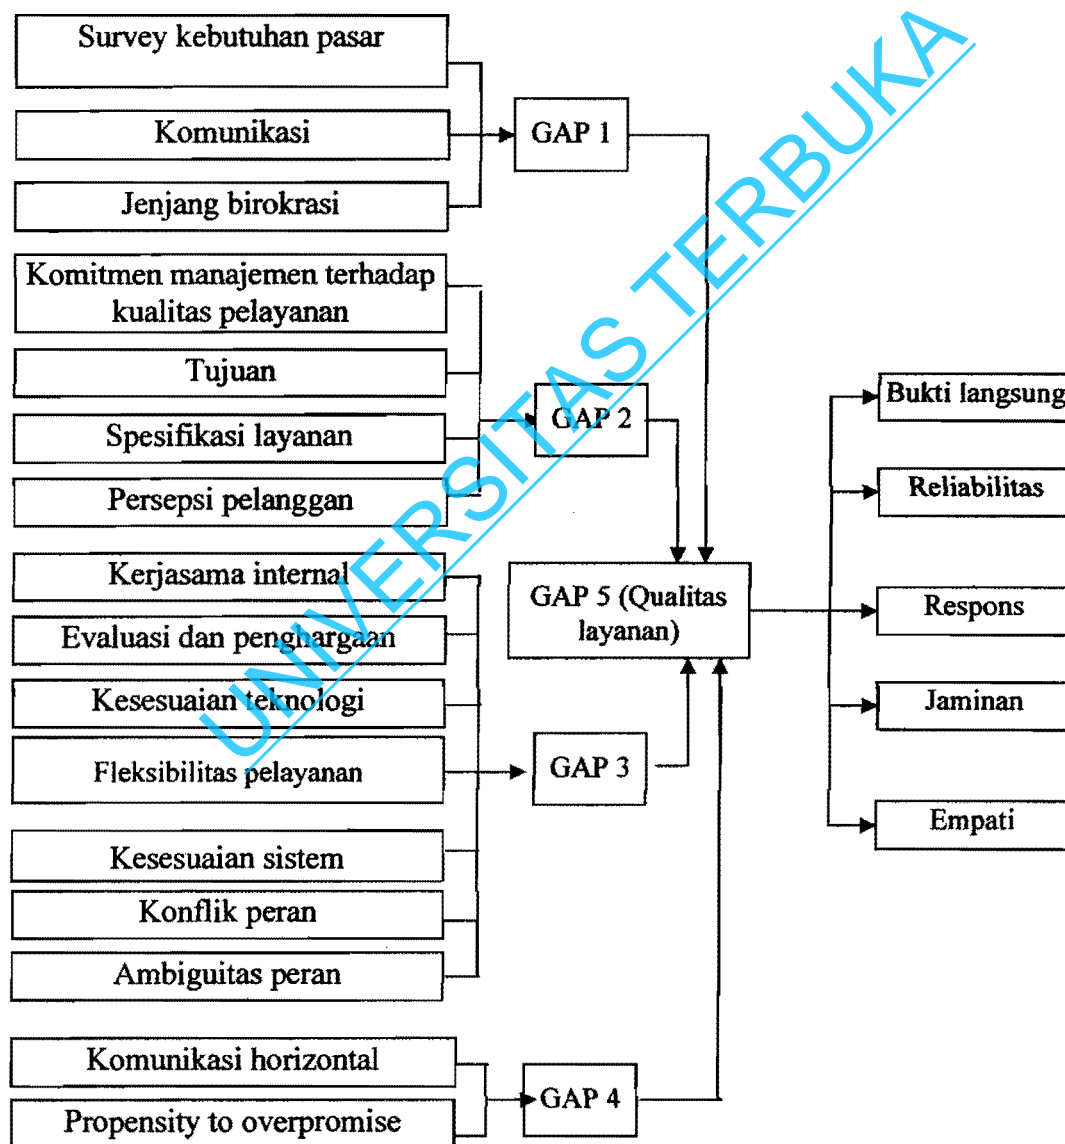 Survey kebutuhan pasar
Komunikasi
Jenjang birokrasi
GAP 1
Komitmen manajemen terhadap
kualitas pelayanan
Tujuan
Spesifikasi layanan
Persepsi pelanggan
GAP 2
Kerjasama internal
Evaluasi dan penghargaan
Kesesuaian teknologi
Fleksibilitas pelayanan
Kesesuaian sistem
Konflik peran
Ambiguitas peran
GAP 3
Komunikasi horizontal
Propensity to overpromise
GAP 4
GAP 5 (Qualitas
layanan)
Bukti langsung
Reliabilitas
Respons
Jaminan
Empati
UNIVERSITAS TERBUKA